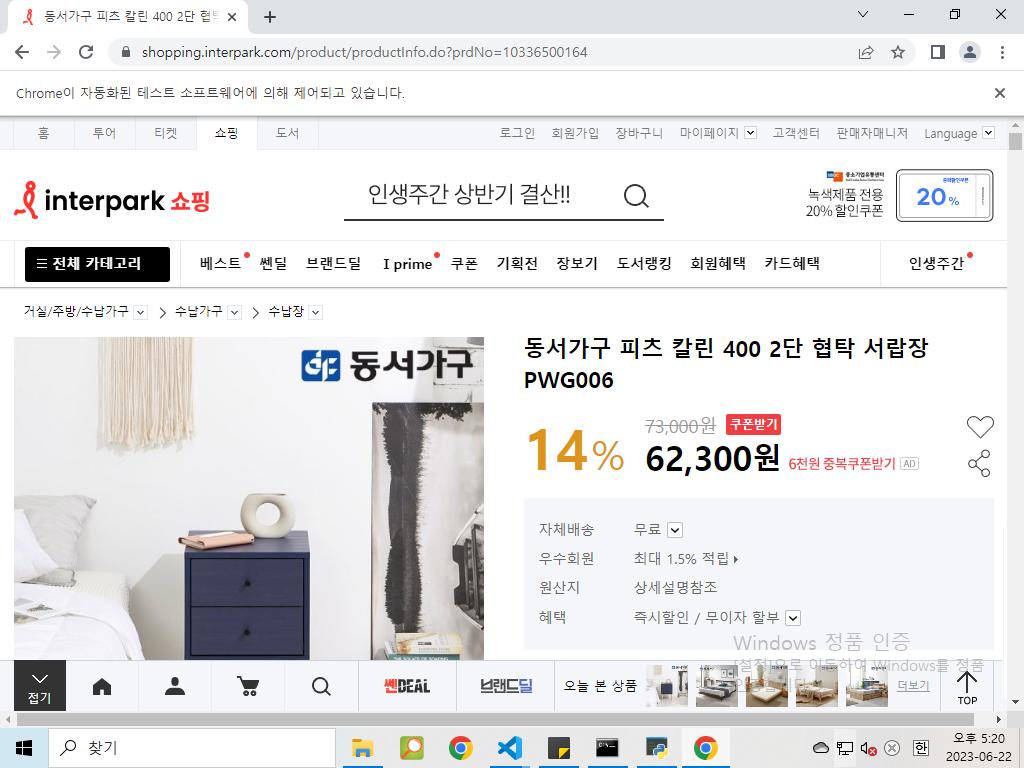 동서가구 피츠 칼린 400 2단 협탁
shopping.interpark.com/product/productInfo.do?prdNo=10336500164
Chrome이 자동화된 테스트 소프트웨어에 의해 제어되고 있습니다.
홈 투어 티켓 쇼핑 도서 로그인 회원가입 장바구니 마이페이지 고객센터 판매자매니저 Language
interpark 쇼핑
인생주간 상반기 결산!!
중소기업유통센터
녹색제품 전용
20% 할인쿠폰
중복할인쿠폰
20%
전체 카테고리 베스트 쎈딜 브랜드딜 I prime 쿠폰 기획전 장보기 도서랭킹 회원혜택 카드혜택 인생주간
거실/주방/수납가구 수납가구 수납장
동서가구
동서가구 피츠 칼린 400 2단 협탁 서랍장
PWG006
14%
73,000원 쿠폰받기
62,300원 6천원 중복쿠폰받기 AD
자체배송 무료
우수회원 최대 1.5% 적립
원산지 상세설명참조
혜택 즉시할인 / 무이자 할부
Windows 정품 인증
[설정]으로 이동하여 Windows를 정품
접기
쎈DEAL
브랜드딜
오늘 본 상품
더보기
TOP
찾기
한
오후 5:20
2023-06-22